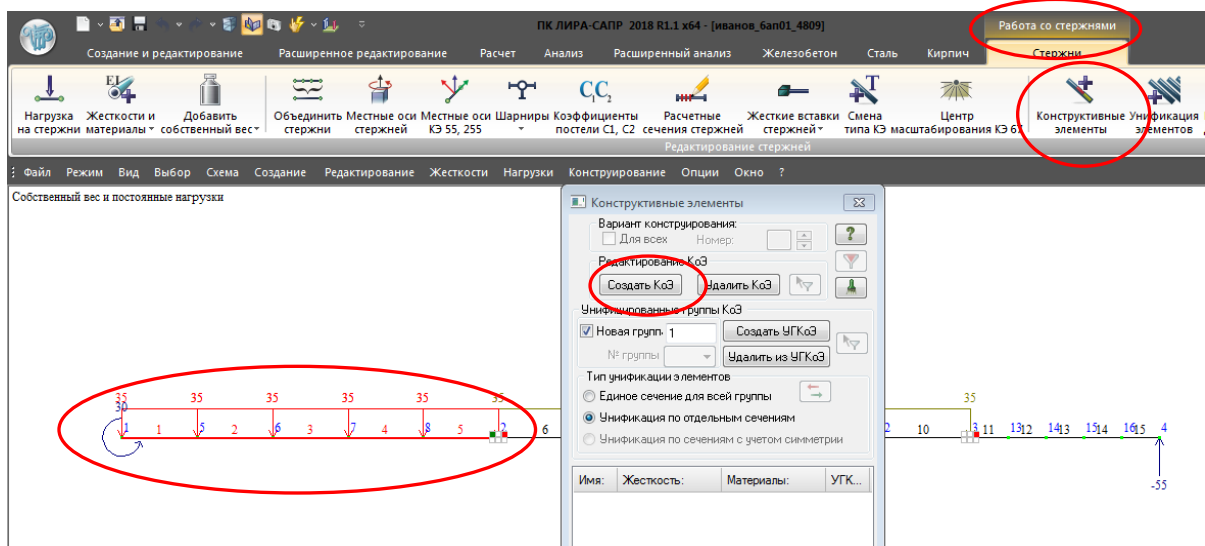 ПК ЛИРА-САПР 2018 R1.1 x64 - [иванов_6ап01_4809]
Работа со стержнями
Создание и редактирование Расширенное редактирование Расчет Анализ Расширенный анализ Железобетон Сталь Кирпич Стержни
Нагрузка на стержни
Жесткости и материалы
Добавить собственный вес
Объединить стержни
Местные оси стержней
Местные оси КЭ 55, 255
Шарниры
Коэффициенты постели C1, C2
Расчетные сечения стержней
Жесткие вставки стержней
Смена типа КЭ
Центр масштабирования КЭ 6
Конструктивные элементы
Унификация элементов
Редактирование стержней
Файл Режим Вид Выбор Схема Создание Редактирование Жесткости Нагрузки Конструирование Опции Окно ?
Собственный вес и постоянные нагрузки
Конструктивные элементы
Вариант конструирования:
Для всех Номер:
Редактирование КоЭ
Создать КоЭ Удалить КоЭ
Унифицированные группы КоЭ
Новая групп. 1 Создать УГКоЭ
№ группы Удалить из УГКоЭ
Тип унификации элементов
Единое сечение для всей группы
Унификация по отдельным сечениям
Унификация по сечениям с учетом симметрии
Имя: Жесткость: Материалы: УГК...
35 35 35 35 35 35 35
30
1 1 5 2 6 3 7 4 8 5 2 6 2 10 3 11 13 12 14 13 15 14 16 15 4
-55